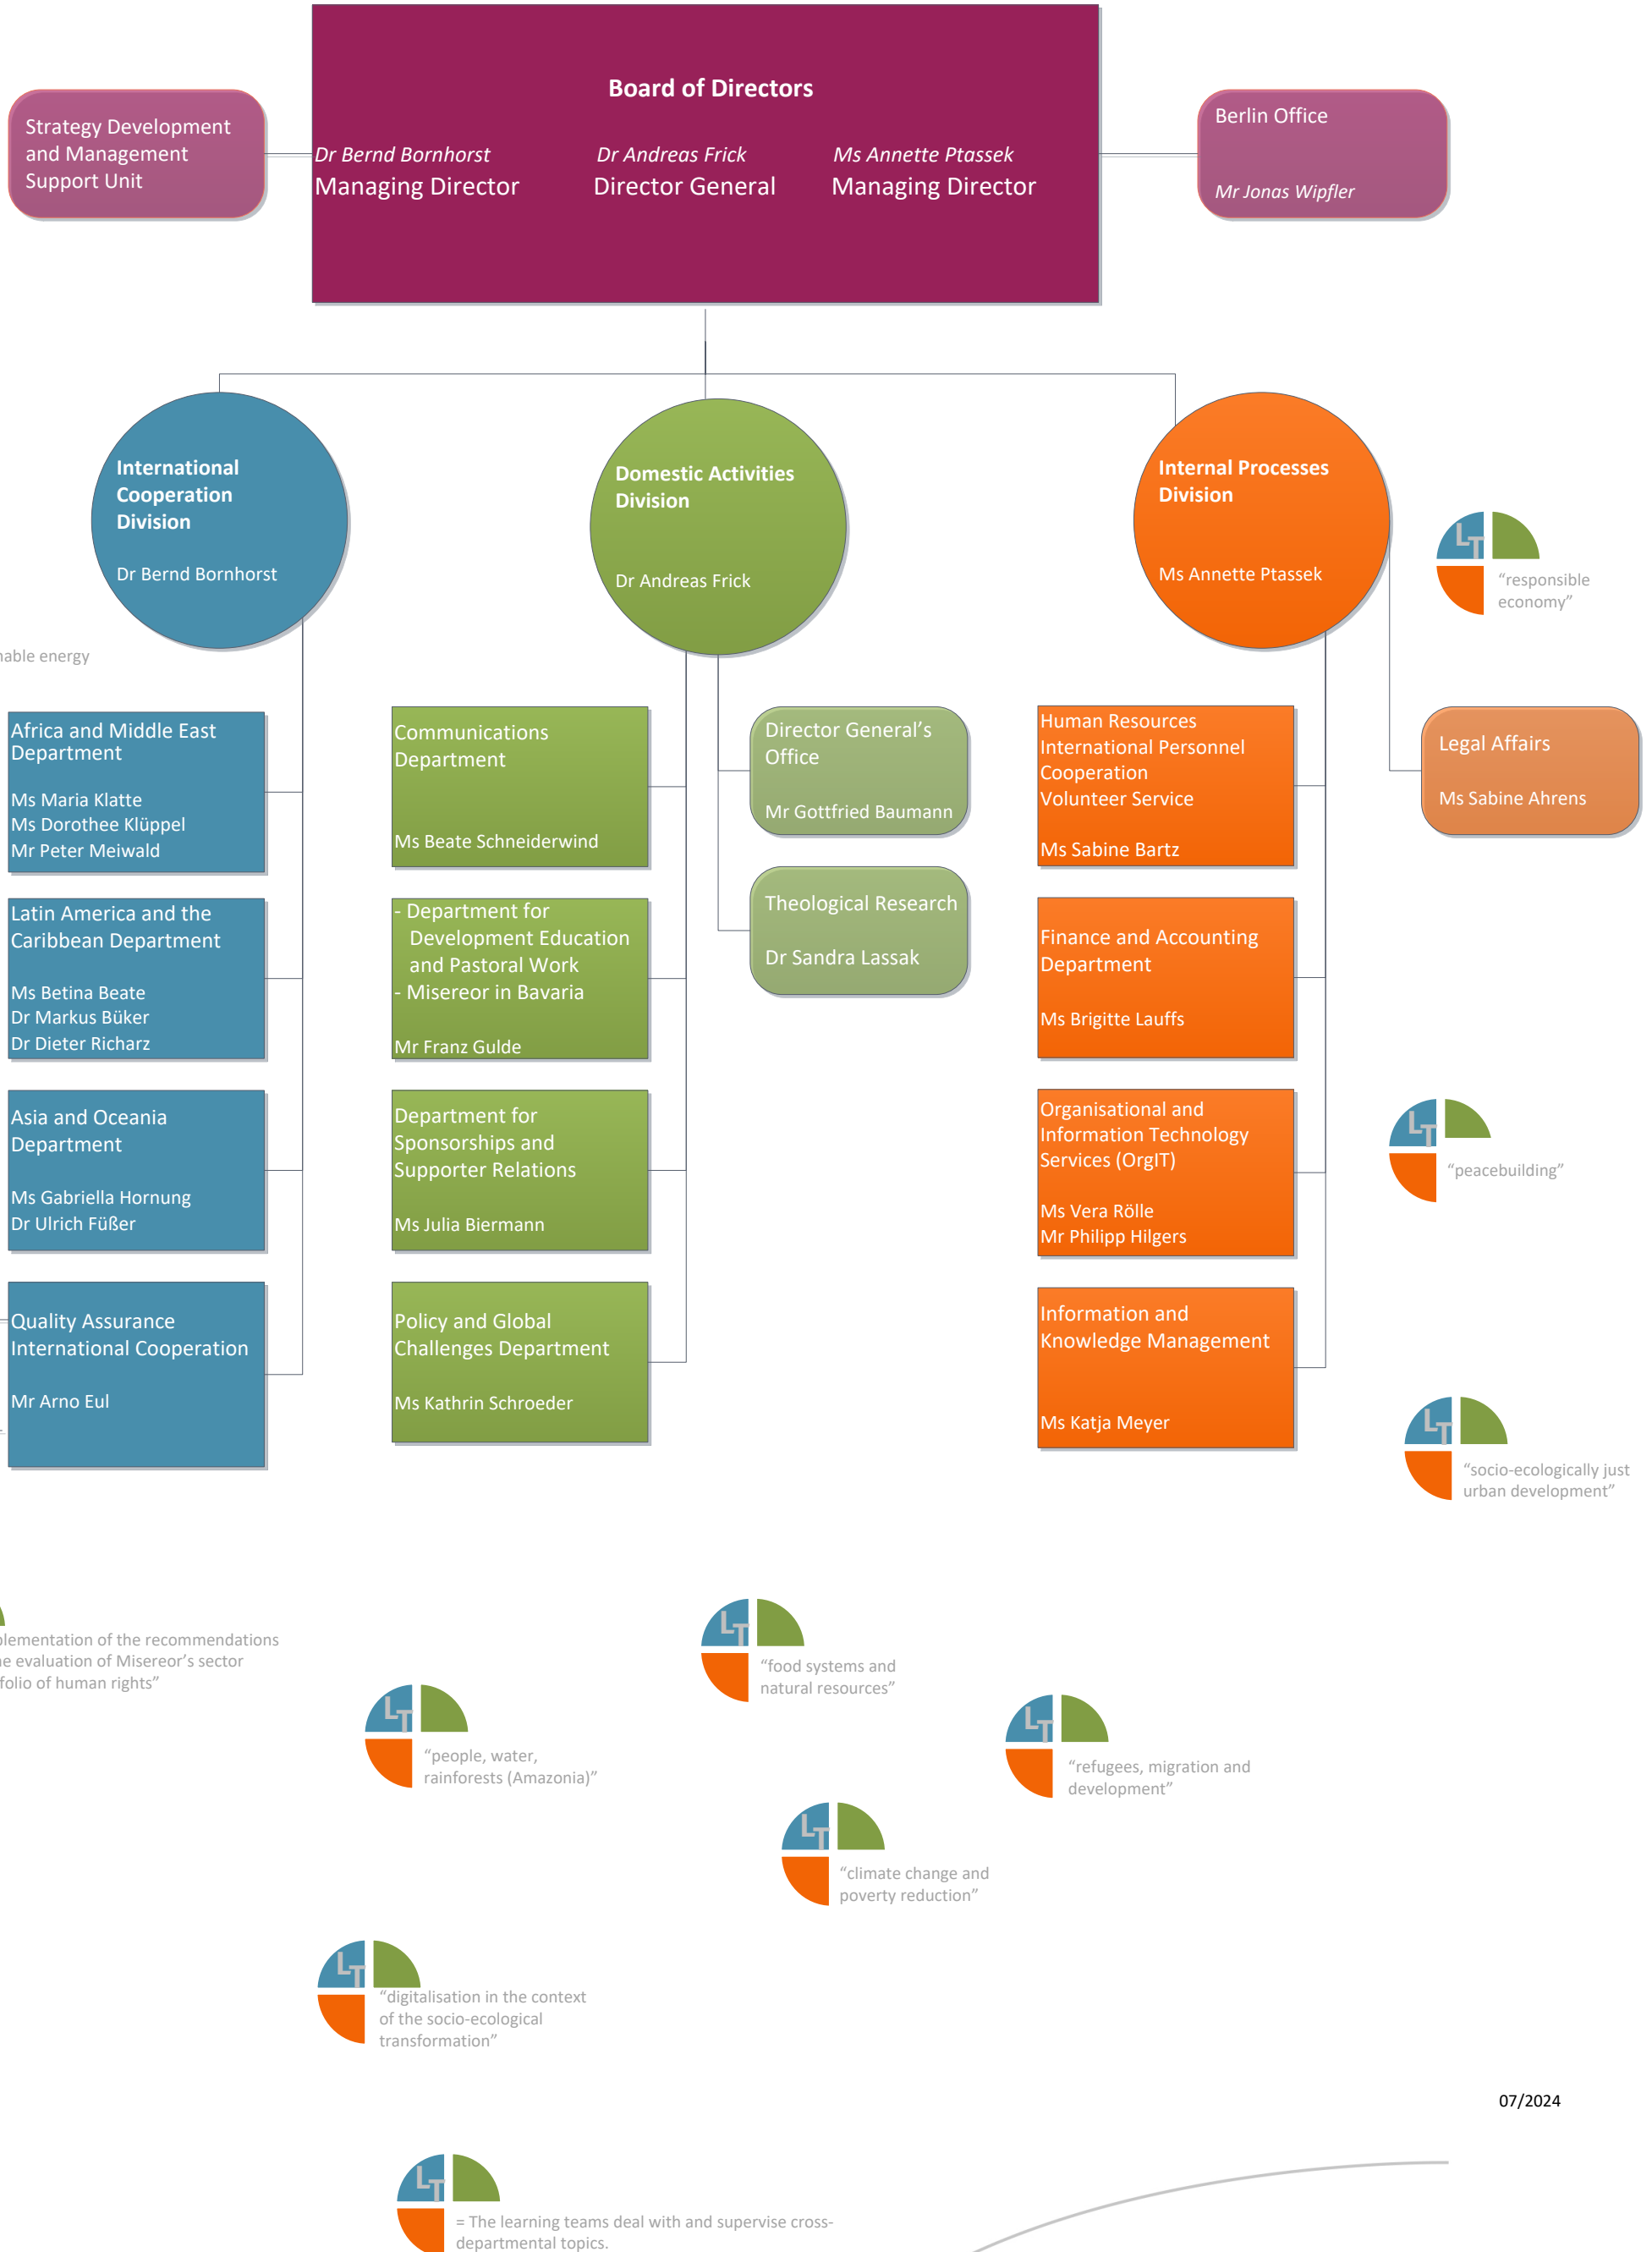 Board of Directors
Strategy Development
and Management
Support Unit
Dr Bernd Bornhorst
Managing Director
Dr Andreas Frick
Director General
Ms Annette Ptassek
Managing Director
Berlin Office
Mr Jonas Wipfler
International
Cooperation
Division
Dr Bernd Bornhorst
Domestic Activities
Division
Dr Andreas Frick
Internal Processes
Division
Ms Annette Ptassek
LT
“responsible
economy”
energy
Africa and Middle East
Department
Ms Maria Klatte
Ms Dorothee Klüppel
Mr Peter Meiwald
Latin America and the
Caribbean Department
Ms Betina Beate
Dr Markus Büker
Dr Dieter Richarz
Asia and Oceania
Department
Ms Gabriella Hornung
Dr Ulrich Füßer
Quality Assurance
International Cooperation
Mr Arno Eul
Communications
Department
Ms Beate Schneiderwind
- Department for
Development Education
and Pastoral Work
- Misereor in Bavaria
Mr Franz Gulde
Department for
Sponsorships and
Supporter Relations
Ms Julia Biermann
Policy and Global
Challenges Department
Ms Kathrin Schroeder
Director General’s
Office
Mr Gottfried Baumann
Theological Research
Dr Sandra Lassak
Human Resources
International Personnel
Cooperation
Volunteer Service
Ms Sabine Bartz
Finance and Accounting
Department
Ms Brigitte Lauffs
Organisational and
Information Technology
Services (OrgIT)
Ms Vera Rölle
Mr Philipp Hilgers
Information and
Knowledge Management
Ms Katja Meyer
Legal Affairs
Ms Sabine Ahrens
LT
“peacebuilding”
LT
“socio-ecologically just
urban development”
of the recommendations
evaluation of Misereor’s sector
of human rights”
LT
“food systems and
natural resources”
LT
“people, water,
rainforests (Amazonia)”
LT
“refugees, migration and
development”
LT
“climate change and
poverty reduction”
LT
“digitalisation in the context
of the socio-ecological
transformation”
07/2024
LT
= The learning teams deal with and supervise cross-
departmental topics.